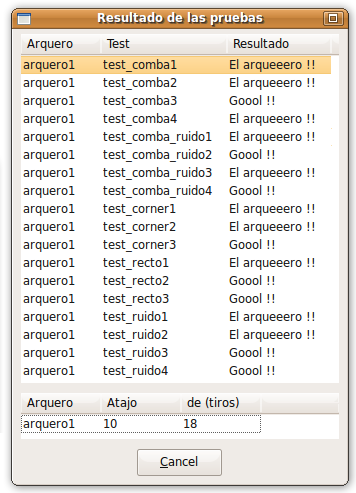 Resultado de las pruebas
Arquero Test Resultado
arquero1 test_comba1 El arqueeero !!
arquero1 test_comba2 El arqueeero !!
arquero1 test_comba3 Goool !!
arquero1 test_comba4 El arqueeero !!
arquero1 test_comba_ruido1 El arqueeero !!
arquero1 test_comba_ruido2 Goool !!
arquero1 test_comba_ruido3 El arqueeero !!
arquero1 test_comba_ruido4 Goool !!
arquero1 test_corner1 El arqueeero !!
arquero1 test_corner2 El arqueeero !!
arquero1 test_corner3 Goool !!
arquero1 test_recto1 El arqueeero !!
arquero1 test_recto2 Goool !!
arquero1 test_recto3 Goool !!
arquero1 test_ruido1 El arqueeero !!
arquero1 test_ruido2 El arqueeero !!
arquero1 test_ruido3 Goool !!
arquero1 test_ruido4 Goool !!
Arquero Atajo de (tiros)
arquero1 10 18
Cancel